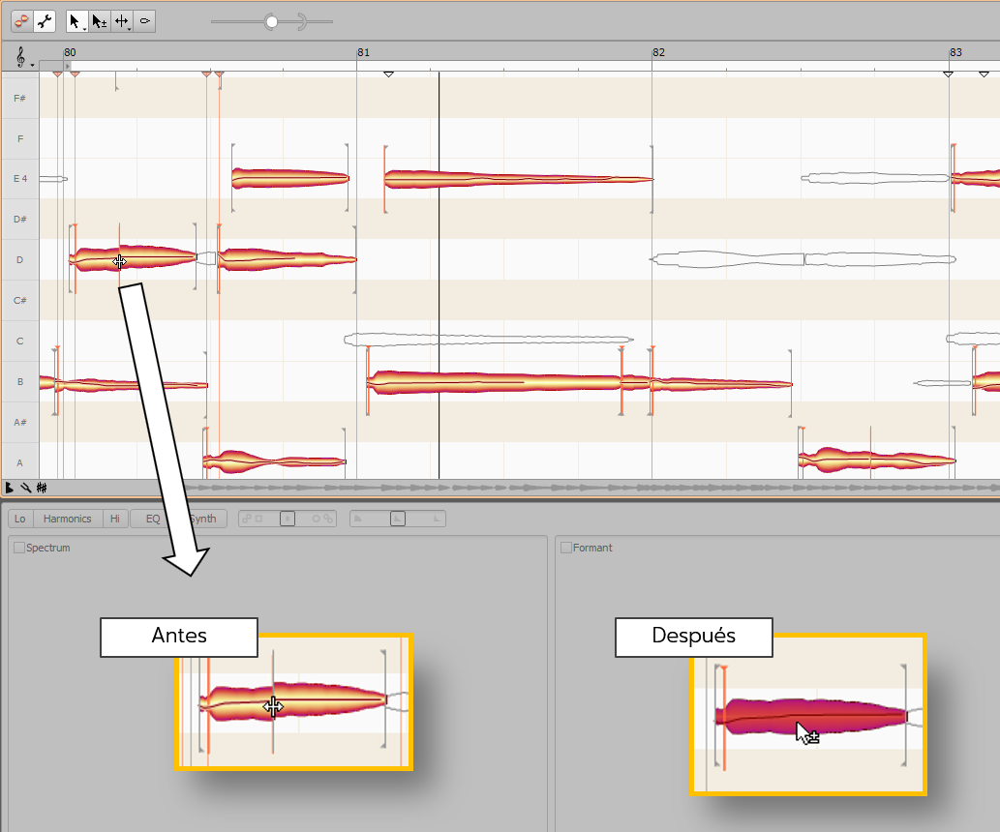 80 81 82 83
F#
F
E 4
D#
D
C#
C
B
A#
A
Lo Harmonics Hi EQ Synth
Spectrum Formant
Antes Después